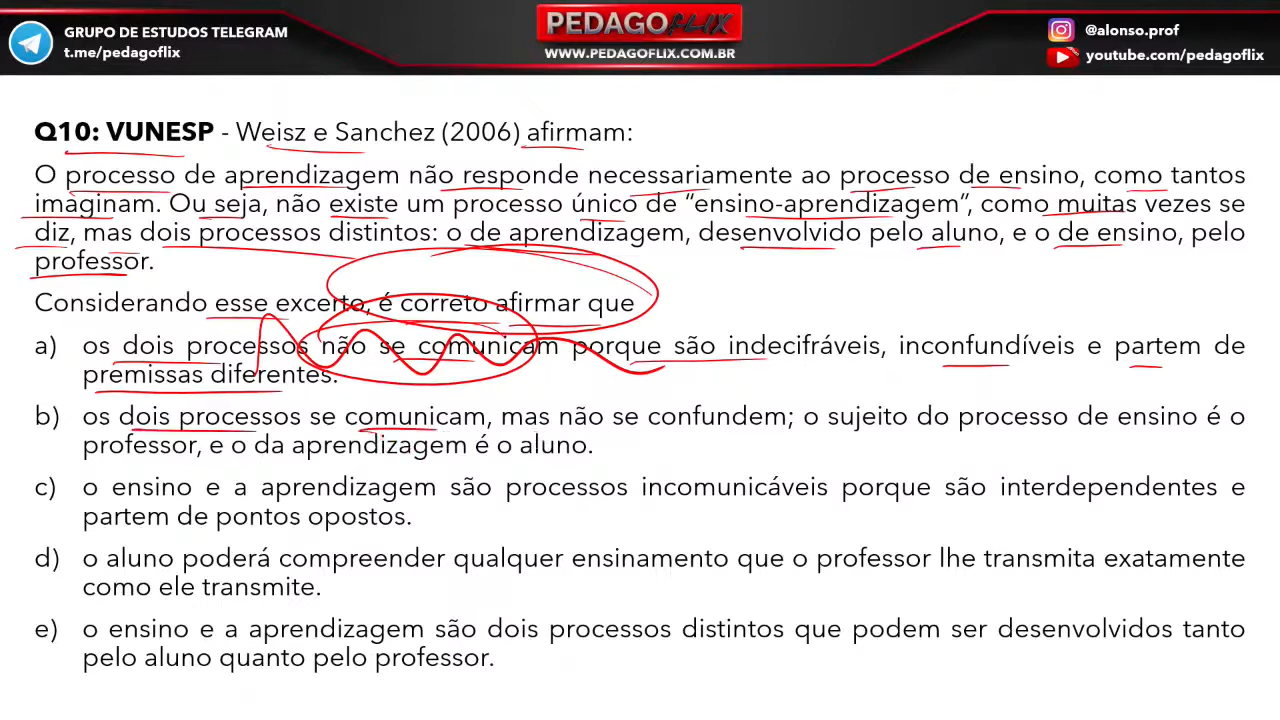 GRUPO DE ESTUDOS TELEGRAM
t.me/pedagoflix
PEDAGOFLIX
WWW.PEDAGOFLIX.COM.BR
@alonso.prof
youtube.com/pedagoflix
Q10: VUNESP - Weisz e Sanchez (2006) afirmam:
O processo de aprendizagem não responde necessariamente ao processo de ensino, como tantos
imaginam. Ou seja, não existe um processo único de “ensino-aprendizagem”, como muitas vezes se
diz, mas dois processos distintos: o de aprendizagem, desenvolvido pelo aluno, e o de ensino, pelo
professor.
Considerando esse excerto, é correto afirmar que
a) os dois processos não se comunicam porque são indecifráveis, inconfundíveis e partem de
premissas diferentes.
b) os dois processos se comunicam, mas não se confundem; o sujeito do processo de ensino é o
professor, e o da aprendizagem é o aluno.
c) o ensino e a aprendizagem são processos incomunicáveis porque são interdependentes e
partem de pontos opostos.
d) o aluno poderá compreender qualquer ensinamento que o professor lhe transmita exatamente
como ele transmite.
e) o ensino e a aprendizagem são dois processos distintos que podem ser desenvolvidos tanto
pelo aluno quanto pelo professor.